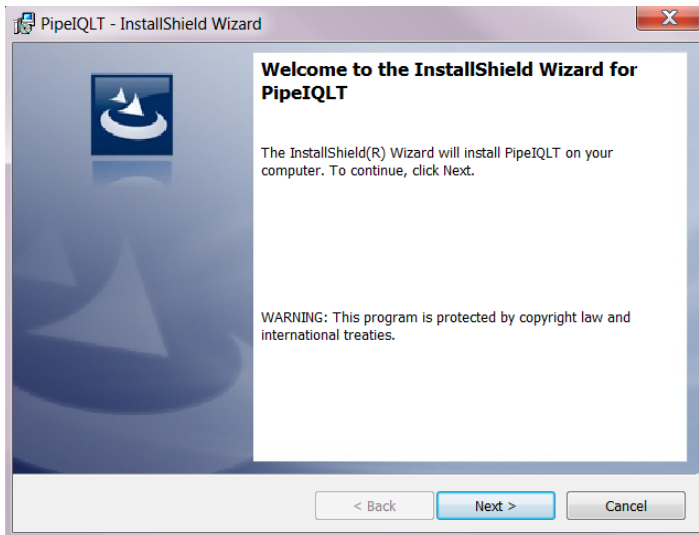 PipeIQLT - InstallShield Wizard
X
Welcome to the InstallShield Wizard for
PipeIQLT
The InstallShield(R) Wizard will install PipeIQLT on your
computer. To continue, click Next.
WARNING: This program is protected by copyright law and
international treaties.
< Back
Next >
Cancel